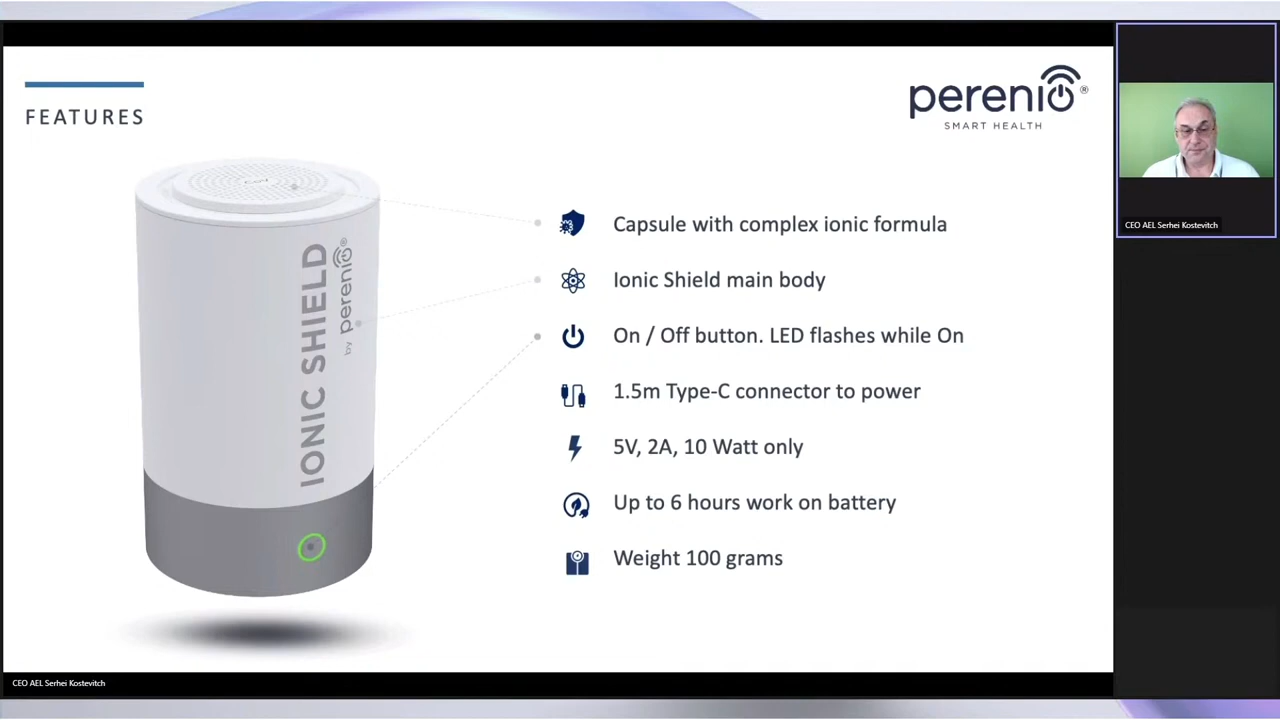 FEATURES
perenio®
SMART HEALTH
IONIC SHIELD
by perenio®
Capsule with complex ionic formula
Ionic Shield main body
On / Off button. LED flashes while On
1.5m Type-C connector to power
5V, 2A, 10 Watt only
Up to 6 hours work on battery
Weight 100 grams
CEO AEL Serhei Kostevitch
CEO AEL Serhei Kostevitch